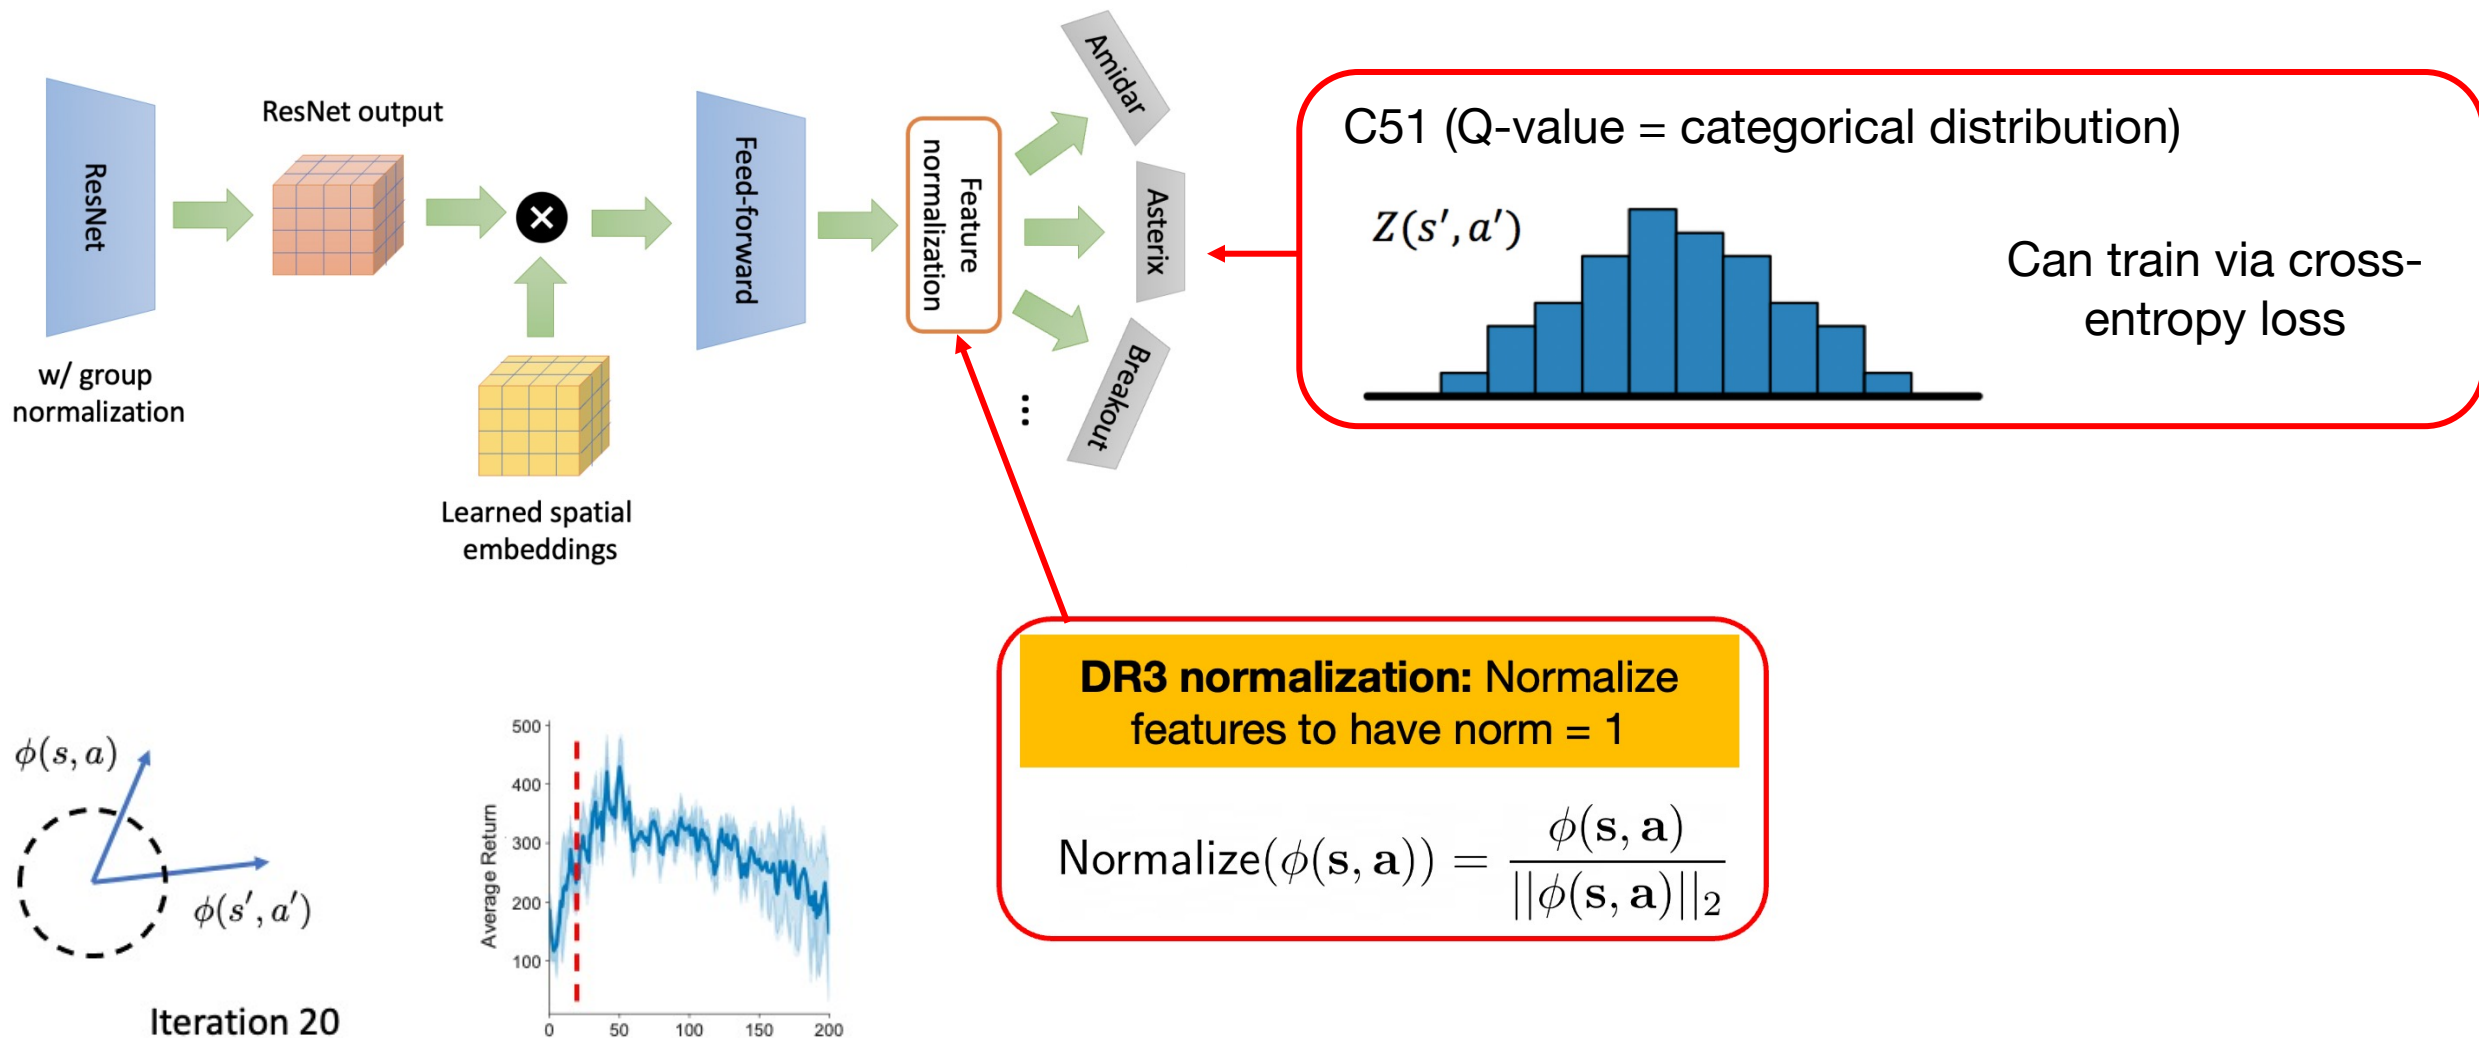 ResNet
w/ group
normalization
ResNet output
Learned spatial
embeddings
Feed-forward
Feature
normalization
Amidar
Asterix
Breakout
...
C51 (Q-value = categorical distribution)
Z(s′, a′)
Can train via cross-
entropy loss
DR3 normalization: Normalize
features to have norm = 1
Normalize(ϕ(s, a)) = ϕ(s, a) / ||ϕ(s, a)||₂
ϕ(s, a)
ϕ(s′, a′)
Iteration 20
Average Return
500
400
300
200
100
0 50 100 150 200